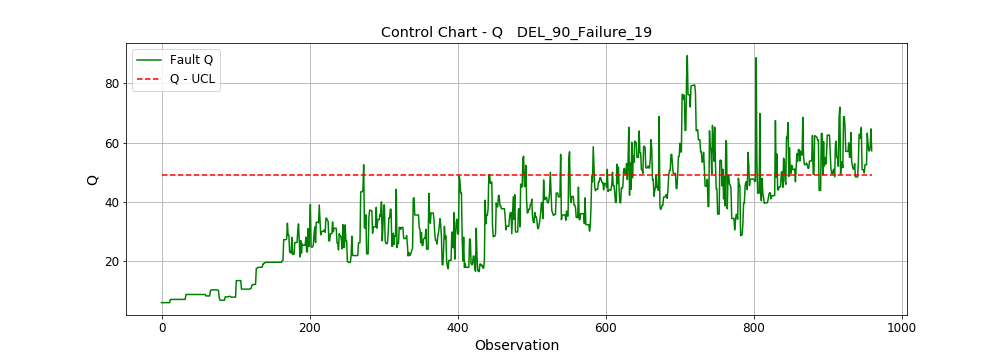 Control Chart - Q   DEL_90_Failure_19
Fault Q
Q - UCL
Q
80
60
40
20
0
200
400
600
800
1000
Observation